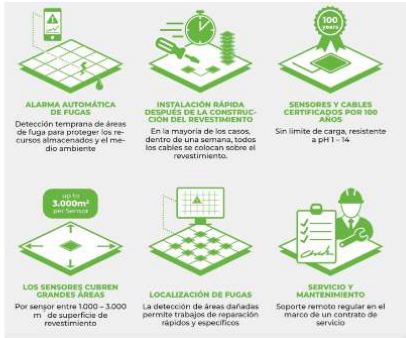 100
years
ALARMA AUTOMÁTICA
DE FUGAS
Detección temprana de áreas
de fuga para proteger los re-
cursos almacenados y el me-
dio ambiente
INSTALACIÓN RÁPIDA
DESPUÉS DE LA CONSTRUC-
CIÓN DEL REVESTIMIENTO
En la mayoría de los casos,
dentro de una semana, todos
los cables se colocan sobre el
revestimiento.
SENSORES Y CABLES
CERTIFICADOS POR 100
AÑOS
Sin límite de carga, resistente
a pH 1 – 14
up to
3.000m²
per Sensor
LOS SENSORES CUBREN
GRANDES ÁREAS
Por sensor entre 1.000 – 3.000
m² de superficie de
revestimiento
LOCALIZACIÓN DE FUGAS
La detección de áreas dañadas
permite trabajos de reparación
rápidos y específicos
SERVICIO Y
MANTENIMIENTO
Soporte remoto regular en el
marco de un contrato de
servicio